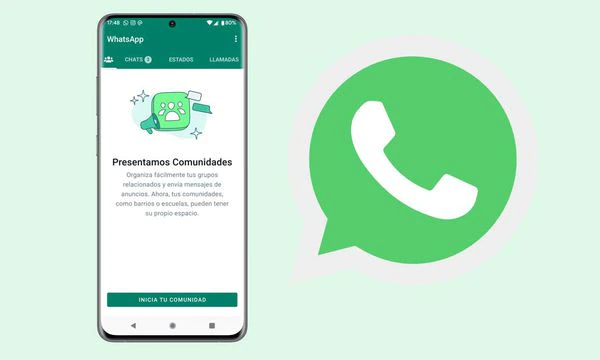 17:48 80%
WhatsApp
CHATS 3 ESTADOS LLAMADAS
Presentamos Comunidades
Organiza fácilmente tus grupos
relacionados y envía mensajes de
anuncios. Ahora, tus comunidades,
como barrios o escuelas, pueden tener
su propio espacio.
INICIA TU COMUNIDAD